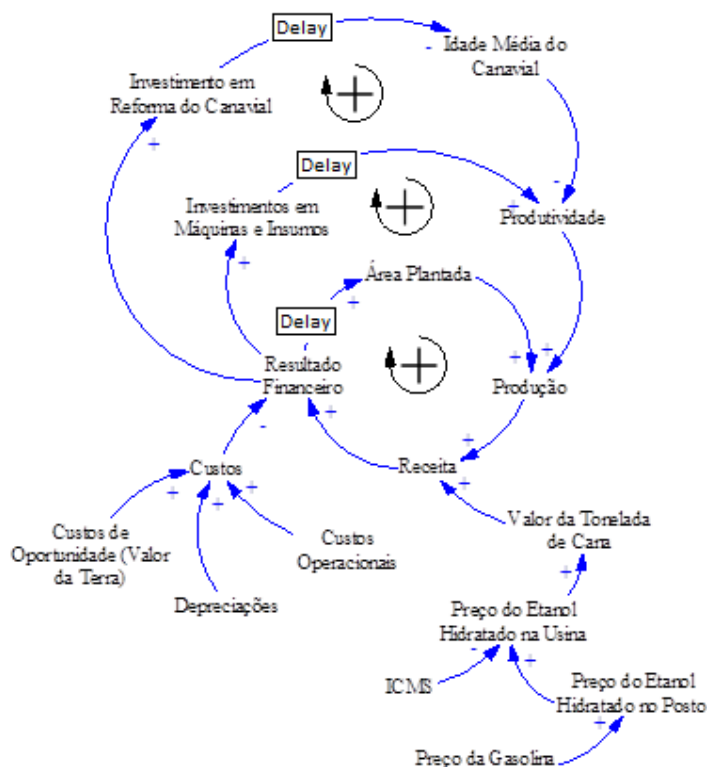 Delay
Idade Média do
Canavial
Investimento em
Reforma do Canavial
-
+
Delay
-
Investimentos em
Máquinas e Insumos
+
Produtividade
+
Área Plantada
+
Delay
Resultado
Financeiro
+
+
Produção
+
-
+
Receita
+
Custos
+
+
+
Custos de
Oportunidade (Valor
da Terra)
Custos
Operacionais
Valor da Tonelada
de Cana
+
Depreciações
Preço do Etanol
Hidratado na Usina
-
+
ICMS
Preço do Etanol
Hidratado no Posto
+
Preço da Gasolina